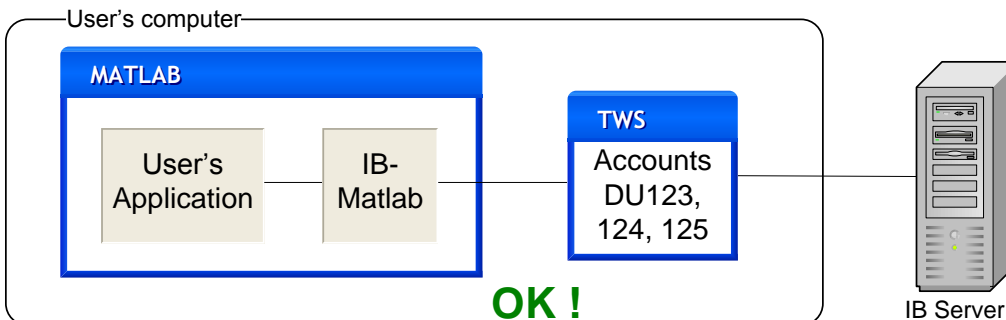 User's computer
MATLAB
User's
Application
IB-
Matlab
TWS
Accounts
DU123,
124, 125
OK !
IB Server